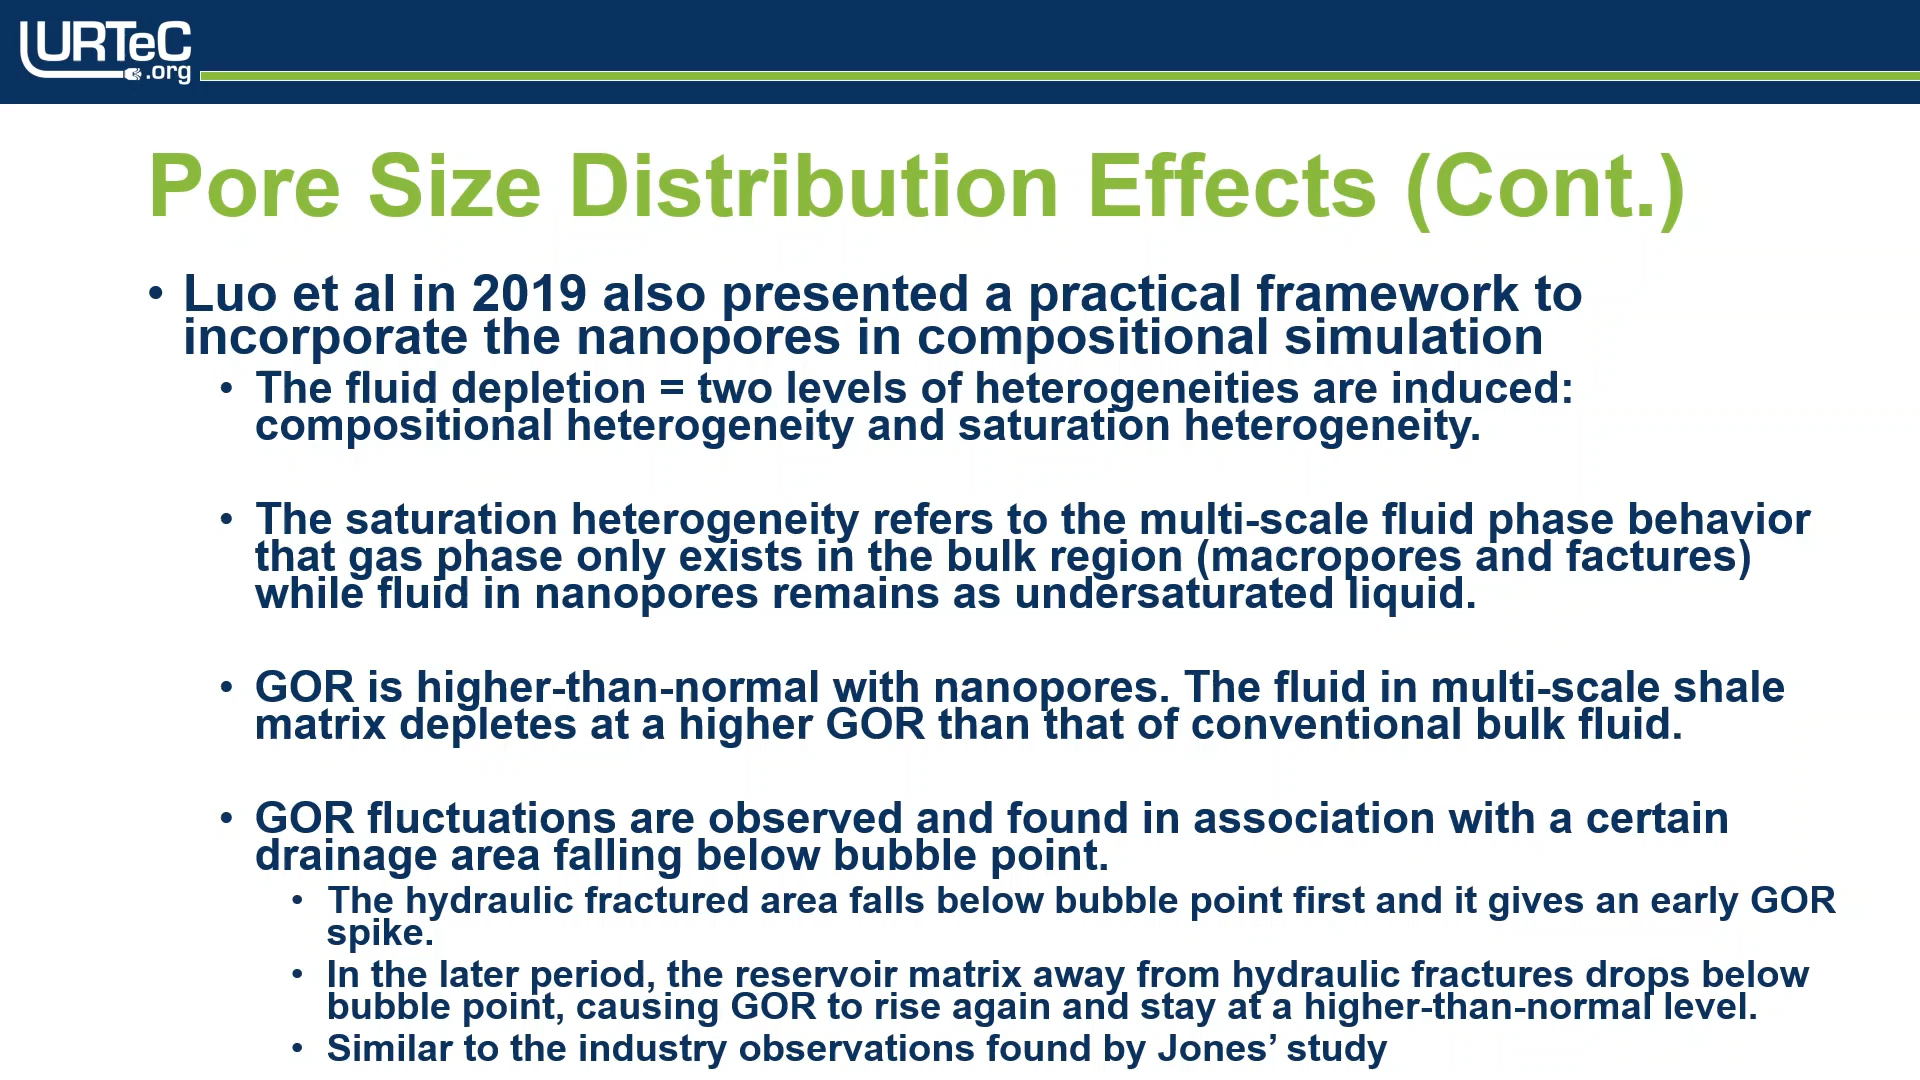 URTeC
.org
Pore Size Distribution Effects (Cont.)
• Luo et al in 2019 also presented a practical framework to
incorporate the nanopores in compositional simulation
• The fluid depletion = two levels of heterogeneities are induced:
compositional heterogeneity and saturation heterogeneity.
• The saturation heterogeneity refers to the multi-scale fluid phase behavior
that gas phase only exists in the bulk region (macropores and factures)
while fluid in nanopores remains as undersaturated liquid.
• GOR is higher-than-normal with nanopores. The fluid in multi-scale shale
matrix depletes at a higher GOR than that of conventional bulk fluid.
• GOR fluctuations are observed and found in association with a certain
drainage area falling below bubble point.
• The hydraulic fractured area falls below bubble point first and it gives an early GOR
spike.
• In the later period, the reservoir matrix away from hydraulic fractures drops below
bubble point, causing GOR to rise again and stay at a higher-than-normal level.
• Similar to the industry observations found by Jones’ study